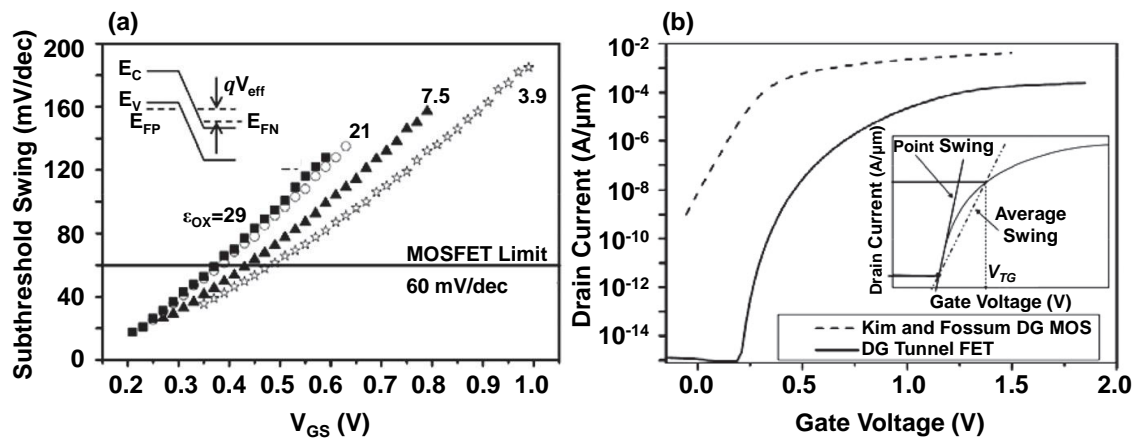 (a)
Subthreshold Swing (mV/dec)
200
160
120
80
40
0
E_C
E_V
E_FP
qV_eff
E_FN
7.5
3.9
21
ε_OX=29
MOSFET Limit
60 mV/dec
0.2 0.3 0.4 0.5 0.6 0.7 0.8 0.9 1.0
V_GS (V)
(b)
Drain Current (A/μm)
10^-2
10^-4
10^-6
10^-8
10^-10
10^-12
10^-14
Drain Current (A/μm)
Point Swing
Average
Swing
V_TG
Gate Voltage (V)
Kim and Fossum DG MOS
DG Tunnel FET
0.0 0.5 1.0 1.5 2.0
Gate Voltage (V)